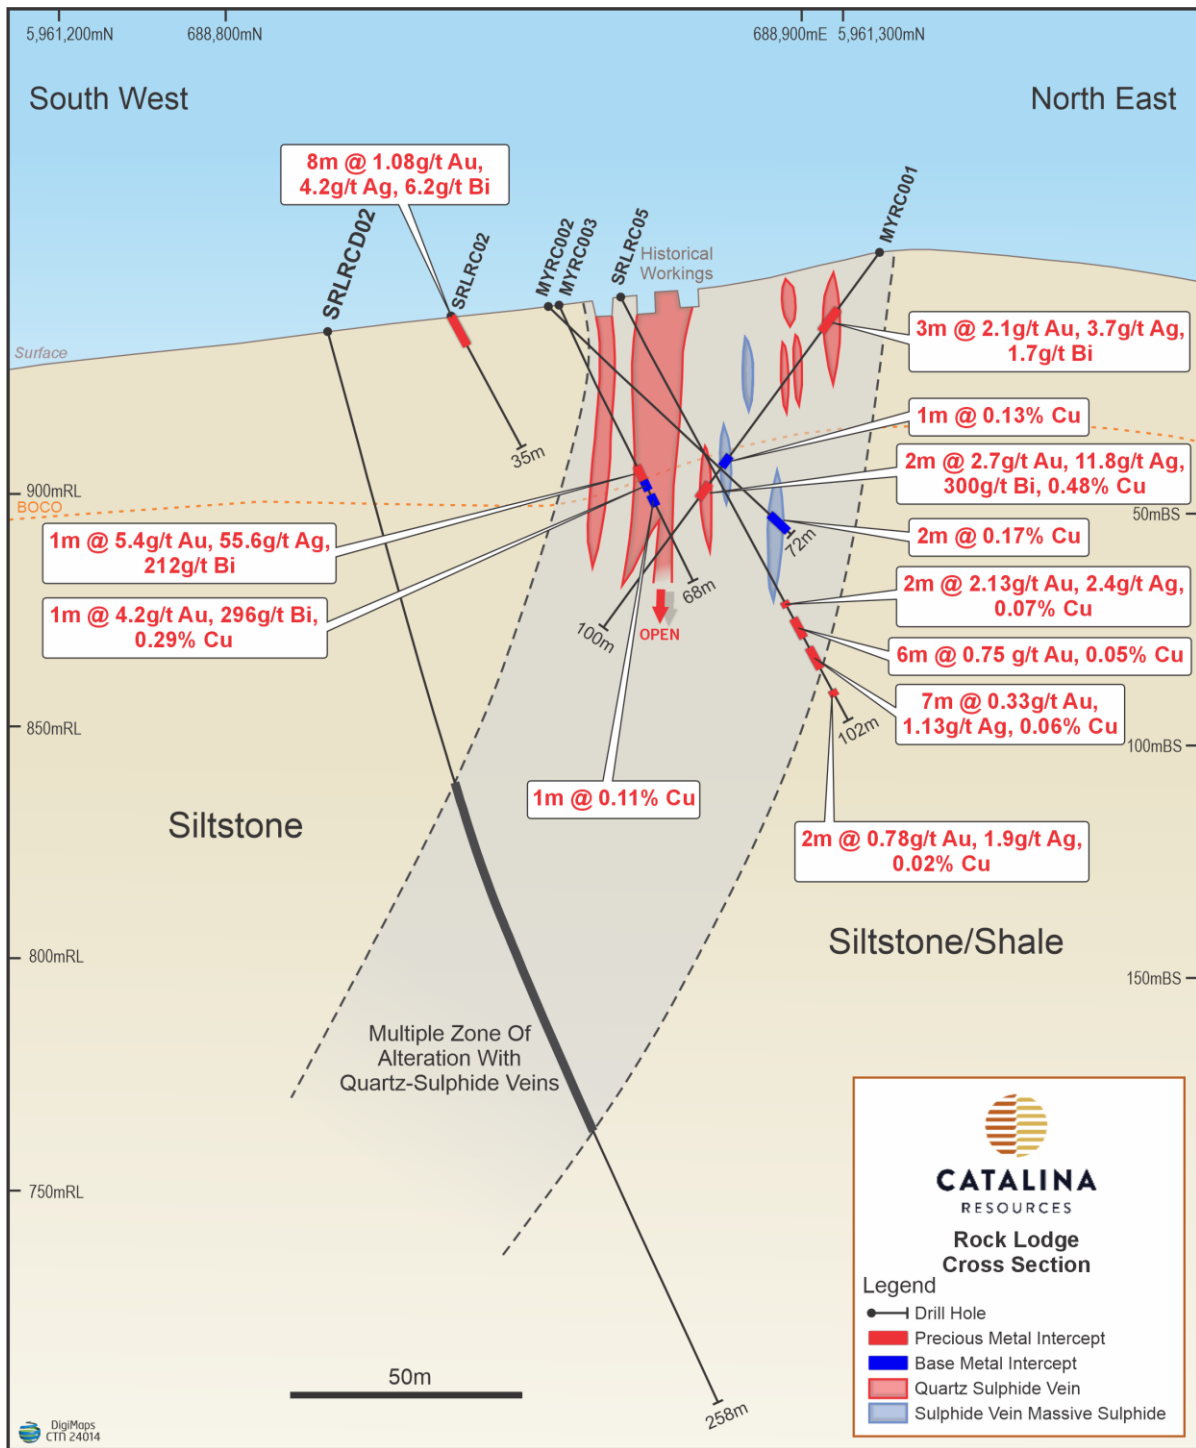 5,961,200mN
688,800mN
688,900mE
5,961,300mN
South West
North East
8m @ 1.08g/t Au,
4.2g/t Ag, 6.2g/t Bi
SRLRCD02
SRLRC02
MYRC002
MYRC003
SRLRC05
Historical
Workings
MYRC001
Surface
3m @ 2.1g/t Au, 3.7g/t Ag,
1.7g/t Bi
1m @ 0.13% Cu
35m
2m @ 2.7g/t Au, 11.8g/t Ag,
300g/t Bi, 0.48% Cu
900mRL
BOCO
50mBS
1m @ 5.4g/t Au, 55.6g/t Ag,
212g/t Bi
72m
2m @ 0.17% Cu
2m @ 2.13g/t Au, 2.4g/t Ag,
0.07% Cu
68m
1m @ 4.2g/t Au, 296g/t Bi,
0.29% Cu
100m
OPEN
6m @ 0.75 g/t Au, 0.05% Cu
7m @ 0.33g/t Au,
1.13g/t Ag, 0.06% Cu
850mRL
102m
100mBS
1m @ 0.11% Cu
Siltstone
2m @ 0.78g/t Au, 1.9g/t Ag,
0.02% Cu
Siltstone/Shale
800mRL
150mBS
Multiple Zone Of
Alteration With
Quartz-Sulphide Veins
750mRL
CATALINA
RESOURCES
Rock Lodge
Cross Section
Legend
Drill Hole
Precious Metal Intercept
Base Metal Intercept
Quartz Sulphide Vein
Sulphide Vein Massive Sulphide
50m
258m
DigiMaps
CTN 24014